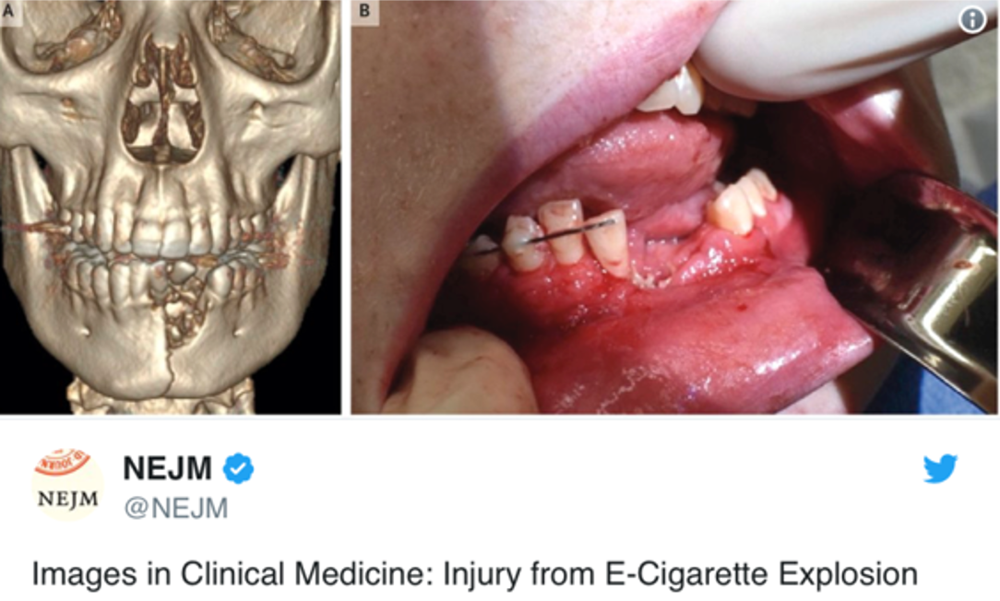 A
B
NEJM
NEJM
@NEJM
Images in Clinical Medicine: Injury from E-Cigarette Explosion